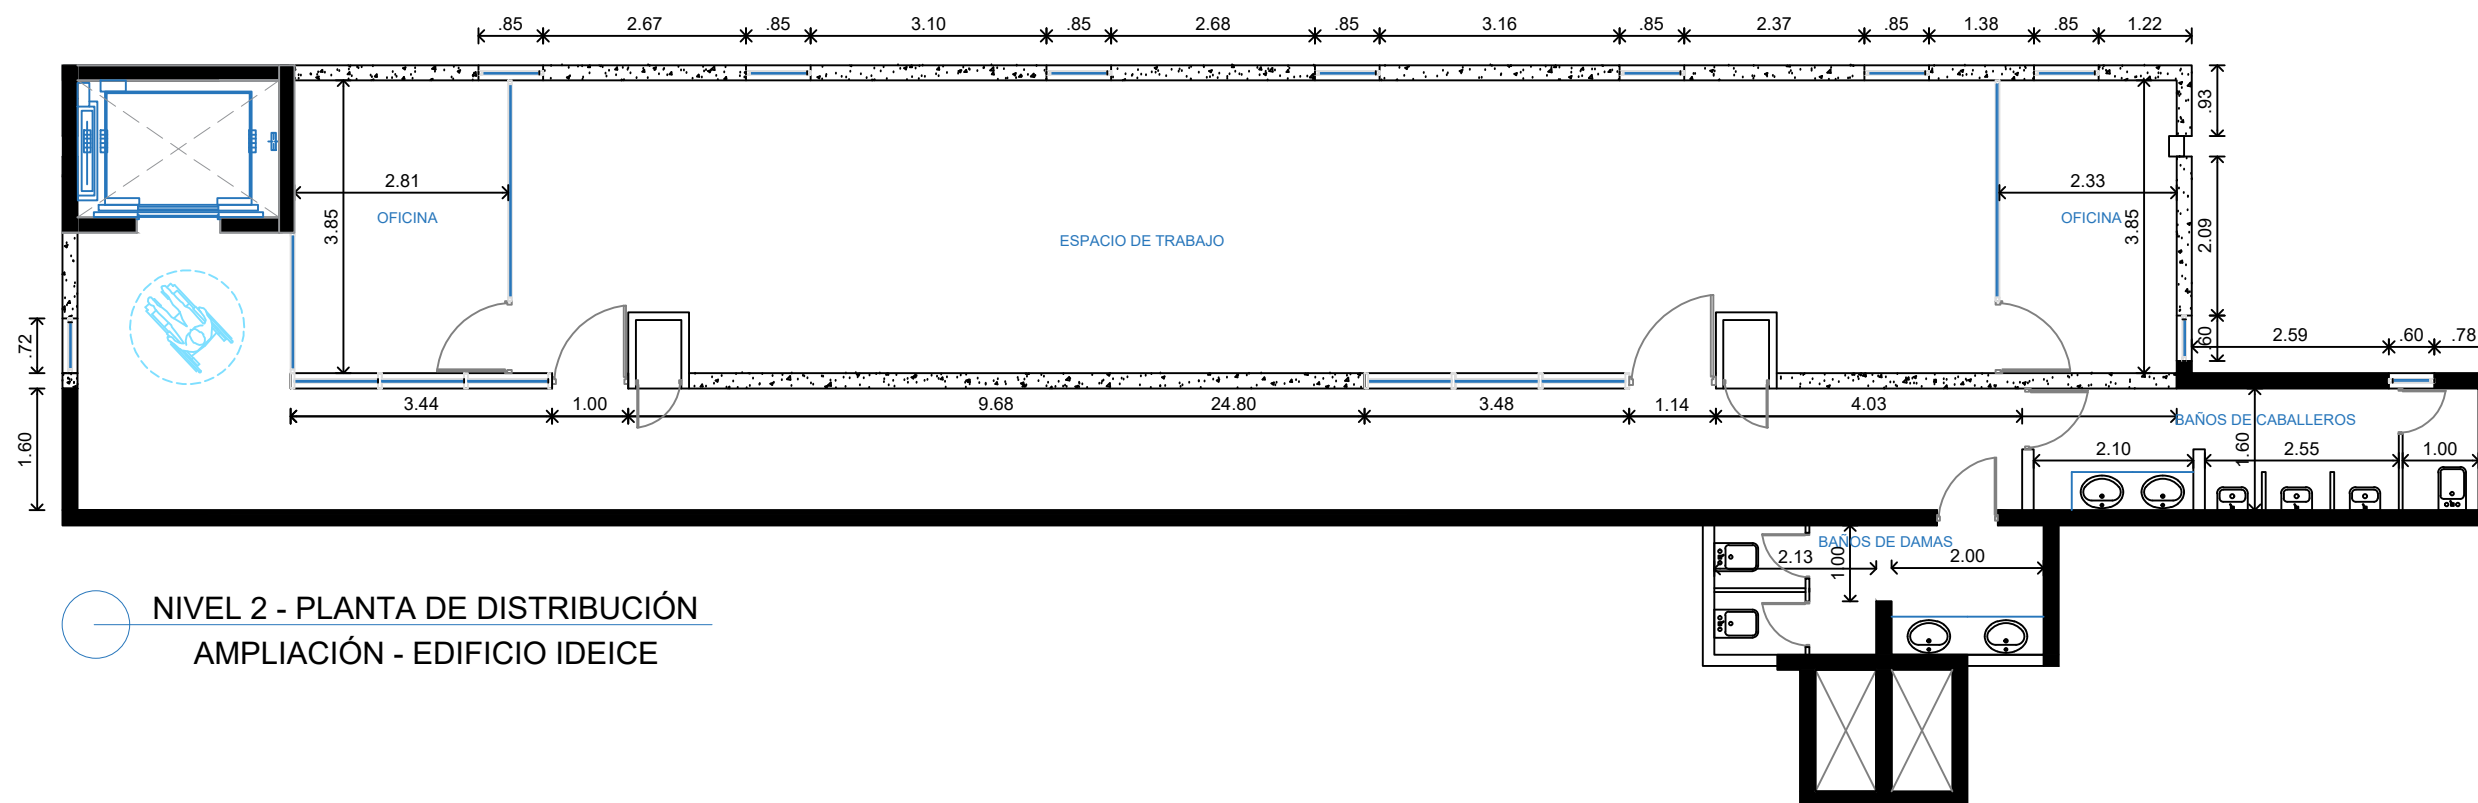 .85 2.67 .85 3.10 .85 2.68 .85 3.16 .85 2.37 .85 1.38 .85 1.22
.93
2.81
2.33
OFICINA
OFICINA
3.85
3.85
2.09
ESPACIO DE TRABAJO
.72
.60
2.59 .60 .78
3.44 1.00 9.68 24.80 3.48 1.14 4.03
BAÑOS DE CABALLEROS
1.60
1.60
2.10 2.55 1.00
BAÑOS DE DAMAS
2.13 1.00 2.00
NIVEL 2 - PLANTA DE DISTRIBUCIÓN
AMPLIACIÓN - EDIFICIO IDEICE